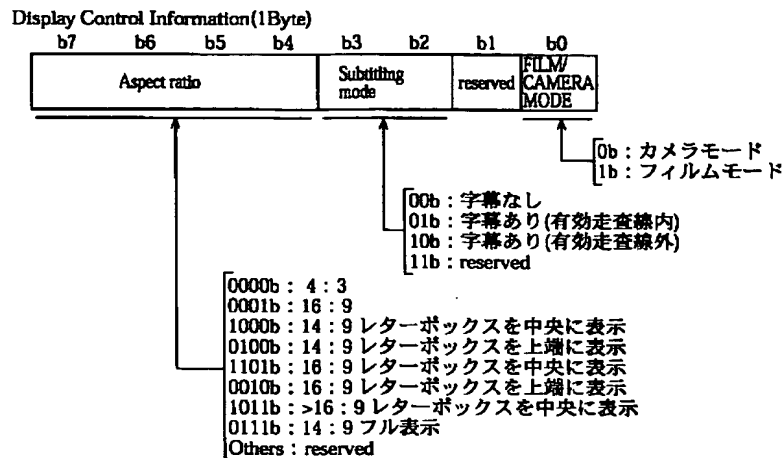 Display Control Information(1Byte)
b7 b6 b5 b4 b3 b2 b1 b0
Aspect ratio
Subtitling mode
reserved
FILM/CAMERA MODE
0b : カメラモード
1b : フィルムモード
00b : 字幕なし
01b : 字幕あり(有効走査線内)
10b : 字幕あり(有効走査線外)
11b : reserved
0000b : 4 : 3
0001b : 16 : 9
1000b : 14 : 9 レターボックスを中央に表示
0100b : 14 : 9 レターボックスを上端に表示
1101b : 16 : 9 レターボックスを中央に表示
0010b : 16 : 9 レターボックスを上端に表示
1011b : >16 : 9 レターボックスを中央に表示
0111b : 14 : 9 フル表示
Others : reserved